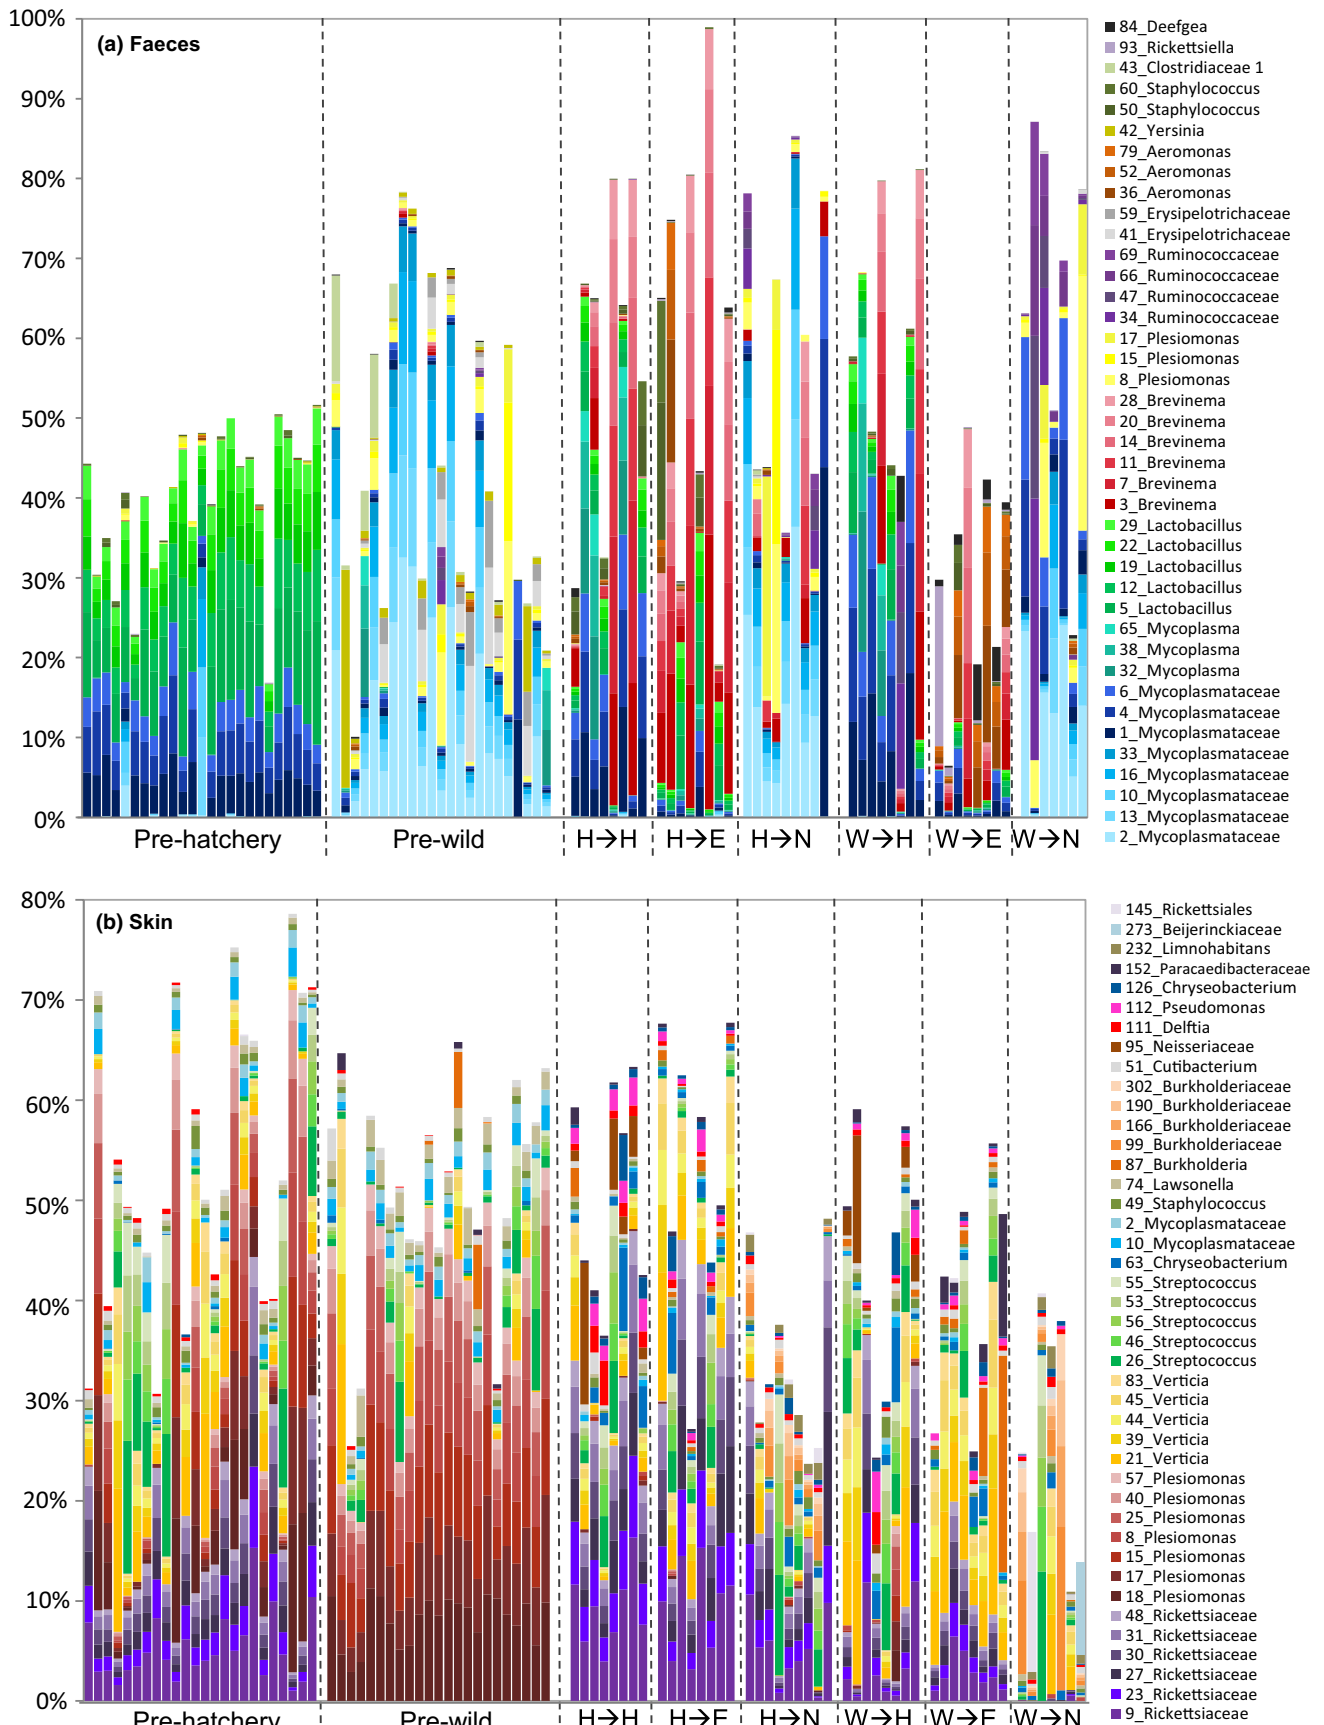 100%
90%
80%
70%
60%
50%
40%
30%
20%
10%
0%
(a) Faeces
Pre-hatchery
Pre-wild
H→H
H→E
H→N
W→H
W→E
W→N
84_Deefgea
93_Rickettsiella
43_Clostridiaceae 1
60_Staphylococcus
50_Staphylococcus
42_Yersinia
79_Aeromonas
52_Aeromonas
36_Aeromonas
59_Erysipelotrichaceae
41_Erysipelotrichaceae
69_Ruminococcaceae
66_Ruminococcaceae
47_Ruminococcaceae
34_Ruminococcaceae
17_Plesiomonas
15_Plesiomonas
8_Plesiomonas
28_Brevinema
20_Brevinema
14_Brevinema
11_Brevinema
7_Brevinema
3_Brevinema
29_Lactobacillus
22_Lactobacillus
19_Lactobacillus
12_Lactobacillus
5_Lactobacillus
65_Mycoplasma
38_Mycoplasma
32_Mycoplasma
6_Mycoplasmataceae
4_Mycoplasmataceae
1_Mycoplasmataceae
33_Mycoplasmataceae
16_Mycoplasmataceae
10_Mycoplasmataceae
13_Mycoplasmataceae
2_Mycoplasmataceae
80%
70%
60%
50%
40%
30%
20%
10%
0%
(b) Skin
Pre-hatchery
Pre-wild
H→H
H→E
H→N
W→H
W→E
W→N
145_Rickettsiales
273_Beijerinckiaceae
232_Limnohabitans
152_Paracaedibacteraceae
126_Chryseobacterium
112_Pseudomonas
111_Delftia
95_Neisseriaceae
51_Cutibacterium
302_Burkholderiaceae
190_Burkholderiaceae
166_Burkholderiaceae
99_Burkholderiaceae
87_Burkholderia
74_Lawsonella
49_Staphylococcus
2_Mycoplasmataceae
10_Mycoplasmataceae
63_Chryseobacterium
55_Streptococcus
53_Streptococcus
56_Streptococcus
46_Streptococcus
26_Streptococcus
83_Verticia
45_Verticia
44_Verticia
39_Verticia
21_Verticia
57_Plesiomonas
40_Plesiomonas
25_Plesiomonas
8_Plesiomonas
15_Plesiomonas
17_Plesiomonas
18_Plesiomonas
48_Rickettsiaceae
31_Rickettsiaceae
30_Rickettsiaceae
27_Rickettsiaceae
23_Rickettsiaceae
9_Rickettsiaceae